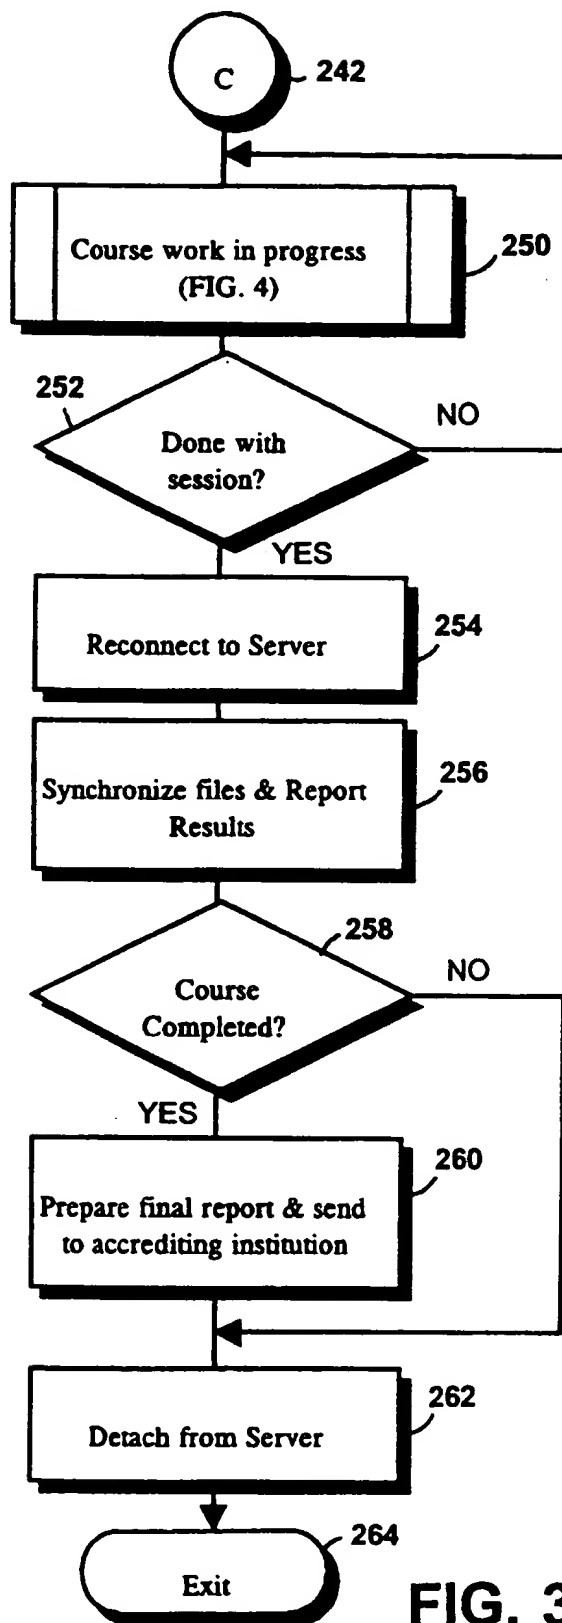 C
242
Course work in progress
(FIG. 4)
250
252
NO
Done with
session?
YES
Reconnect to Server
254
Synchronize files & Report
Results
256
258
NO
Course
Completed?
YES
Prepare final report & send
to accrediting institution
260
Detach from Server
262
264
Exit
FIG. 3